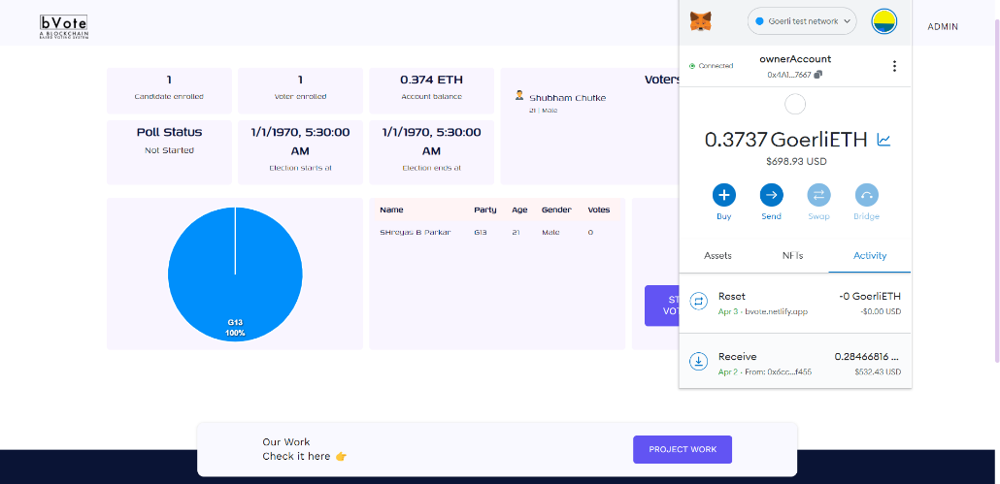 bVote
A BLOCKCHAIN
BASED VOTING SYSTEM
ADMIN
1
Candidate enrolled
1
Voter enrolled
0.374 ETH
Account balance
Poll Status
Not Started
1/1/1970, 5:30:00
AM
Election starts at
1/1/1970, 5:30:00
AM
Election ends at
Voters
Shubham Chutke
21 | Male
G13
100%
Name Party Age Gender Votes
SHreyas B Parkar G13 21 Male 0
ST
VOT
Goerli test network
Connected
ownerAccount
0x4A1...7667
0.3737 GoerliETH
$698.93 USD
Buy
Send
Swap
Bridge
Assets
NFTs
Activity
Reset -0 GoerliETH
Apr 3 · bvote.netlify.app -$0.00 USD
Receive 0.28466816 ...
Apr 2 · From: 0x6cc...f455 $532.43 USD
Our Work
Check it here 👉
PROJECT WORK